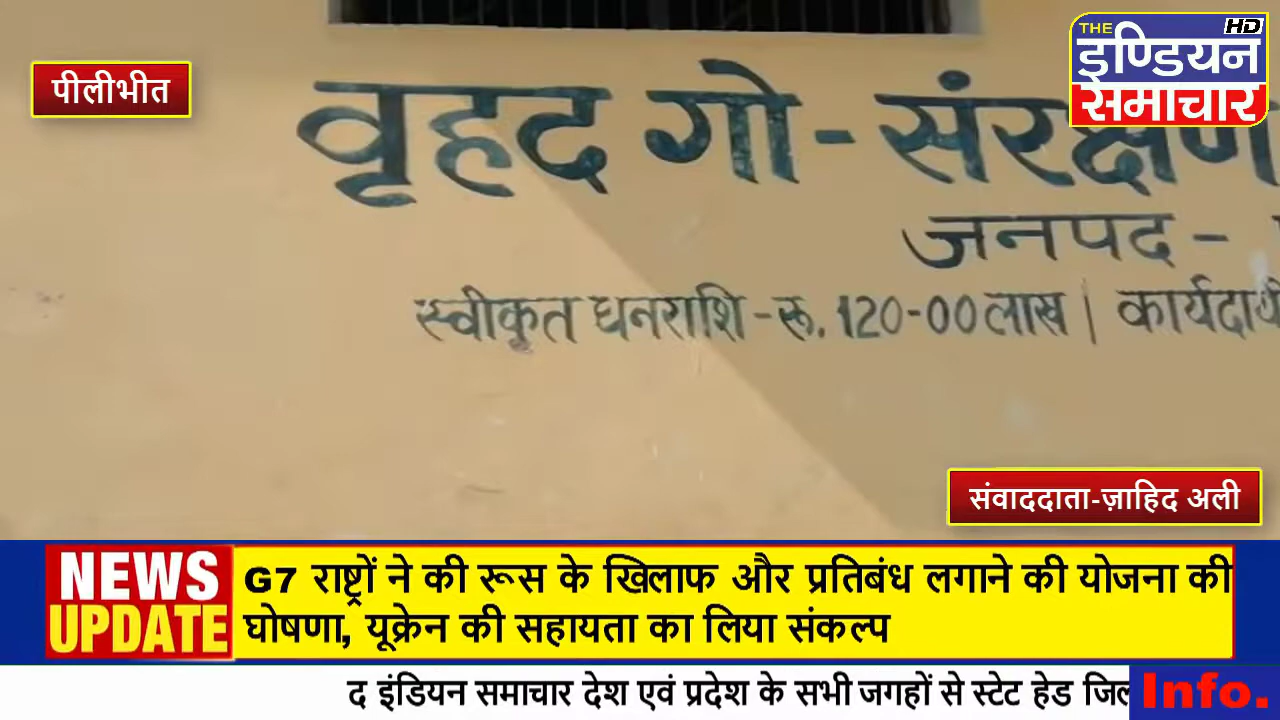 THE
HD
इण्डियन
समाचार
पीलीभीत
वृहद गो-संरक्षण
जनपद -
स्वीकृत धनराशि-रू. 120-00 लाख |
संवाददाता-ज़ाहिद अली
NEWS
UPDATE
G7 राष्ट्रों ने की रूस के खिलाफ और प्रतिबंध लगाने की योजना की
घोषणा, यूक्रेन की सहायता का लिया संकल्प
द इंडियन समाचार देश एवं प्रदेश के सभी जगहों से स्टेट हेड
Info.